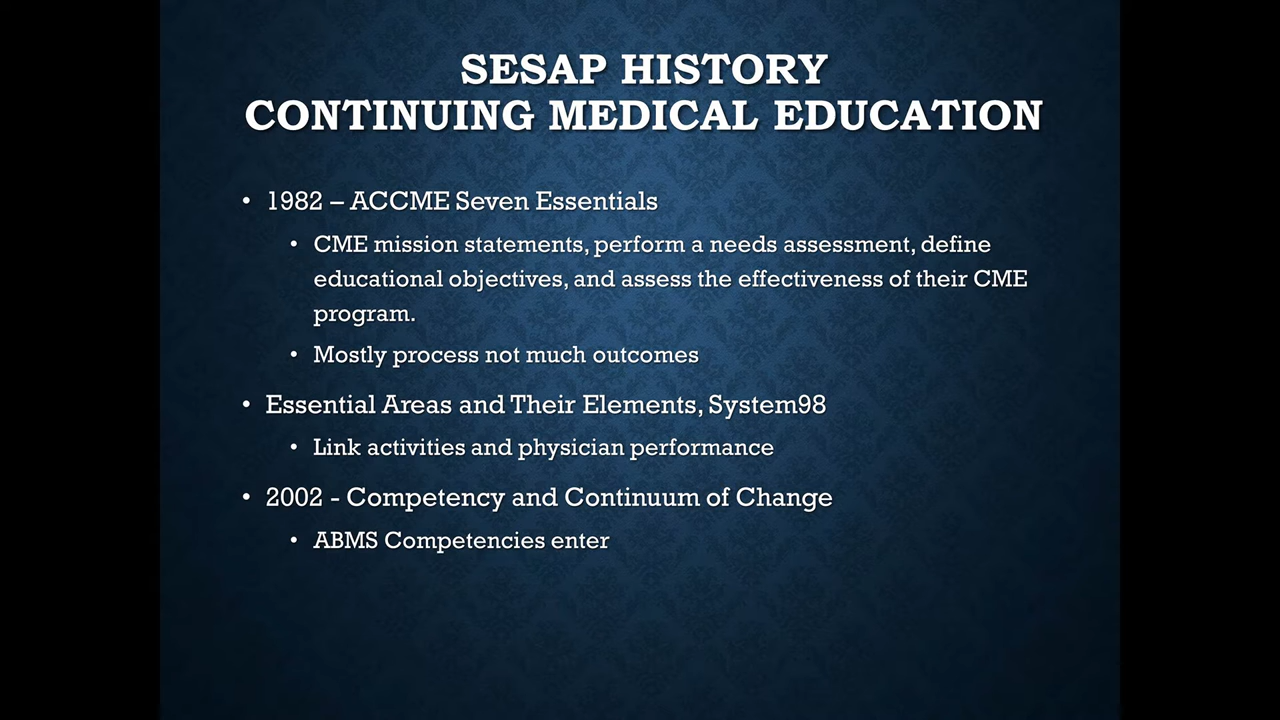 SESAP HISTORY
CONTINUING MEDICAL EDUCATION
• 1982 – ACCME Seven Essentials
• CME mission statements, perform a needs assessment, define
educational objectives, and assess the effectiveness of their CME
program.
• Mostly process not much outcomes
• Essential Areas and Their Elements, System98
• Link activities and physician performance
• 2002 - Competency and Continuum of Change
• ABMS Competencies enter